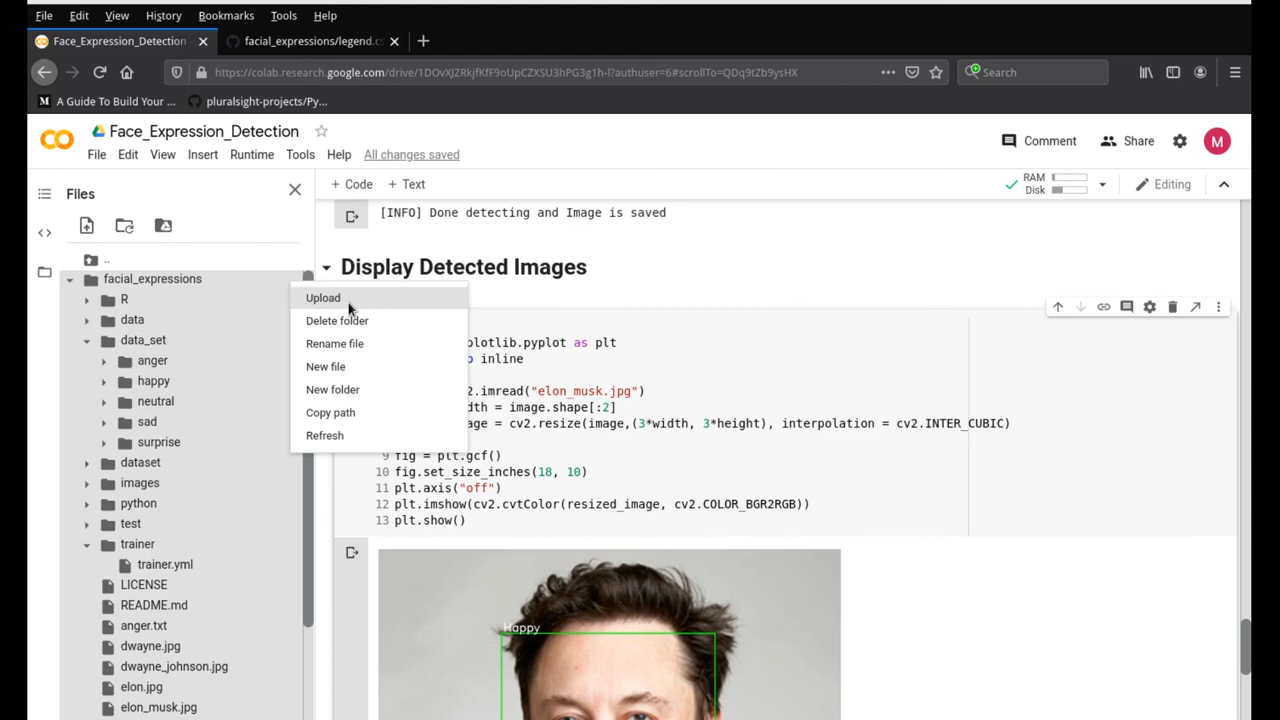 File Edit View History Bookmarks Tools Help
Face_Expression_Detection
facial_expressions/legend.cs
https://colab.research.google.com/drive/1DOvXJZRkjfKfF9oUpCZXSU3hPG3g1h-l?authuser=6#scrollTo=QDq9tZb9ysHX
Search
A Guide To Build Your ... pluralsight-projects/Py...
Face_Expression_Detection
File Edit View Insert Runtime Tools Help All changes saved
Comment Share M
Files
+ Code + Text
RAM
Disk
Editing
..
facial_expressions
R
data
data_set
anger
happy
neutral
sad
surprise
dataset
images
python
test
trainer
trainer.yml
LICENSE
README.md
anger.txt
dwayne.jpg
dwayne_johnson.jpg
elon.jpg
elon_musk.jpg
Upload
Delete folder
Rename file
New file
New folder
Copy path
Refresh
[INFO] Done detecting and Image is saved
Display Detected Images
plotlib.pyplot as plt
inline
2.imread("elon_musk.jpg")
dth = image.shape[:2]
age = cv2.resize(image,(3*width, 3*height), interpolation = cv2.INTER_CUBIC)
9 fig = plt.gcf()
10 fig.set_size_inches(18, 10)
11 plt.axis("off")
12 plt.imshow(cv2.cvtColor(resized_image, cv2.COLOR_BGR2RGB))
13 plt.show()
Happy